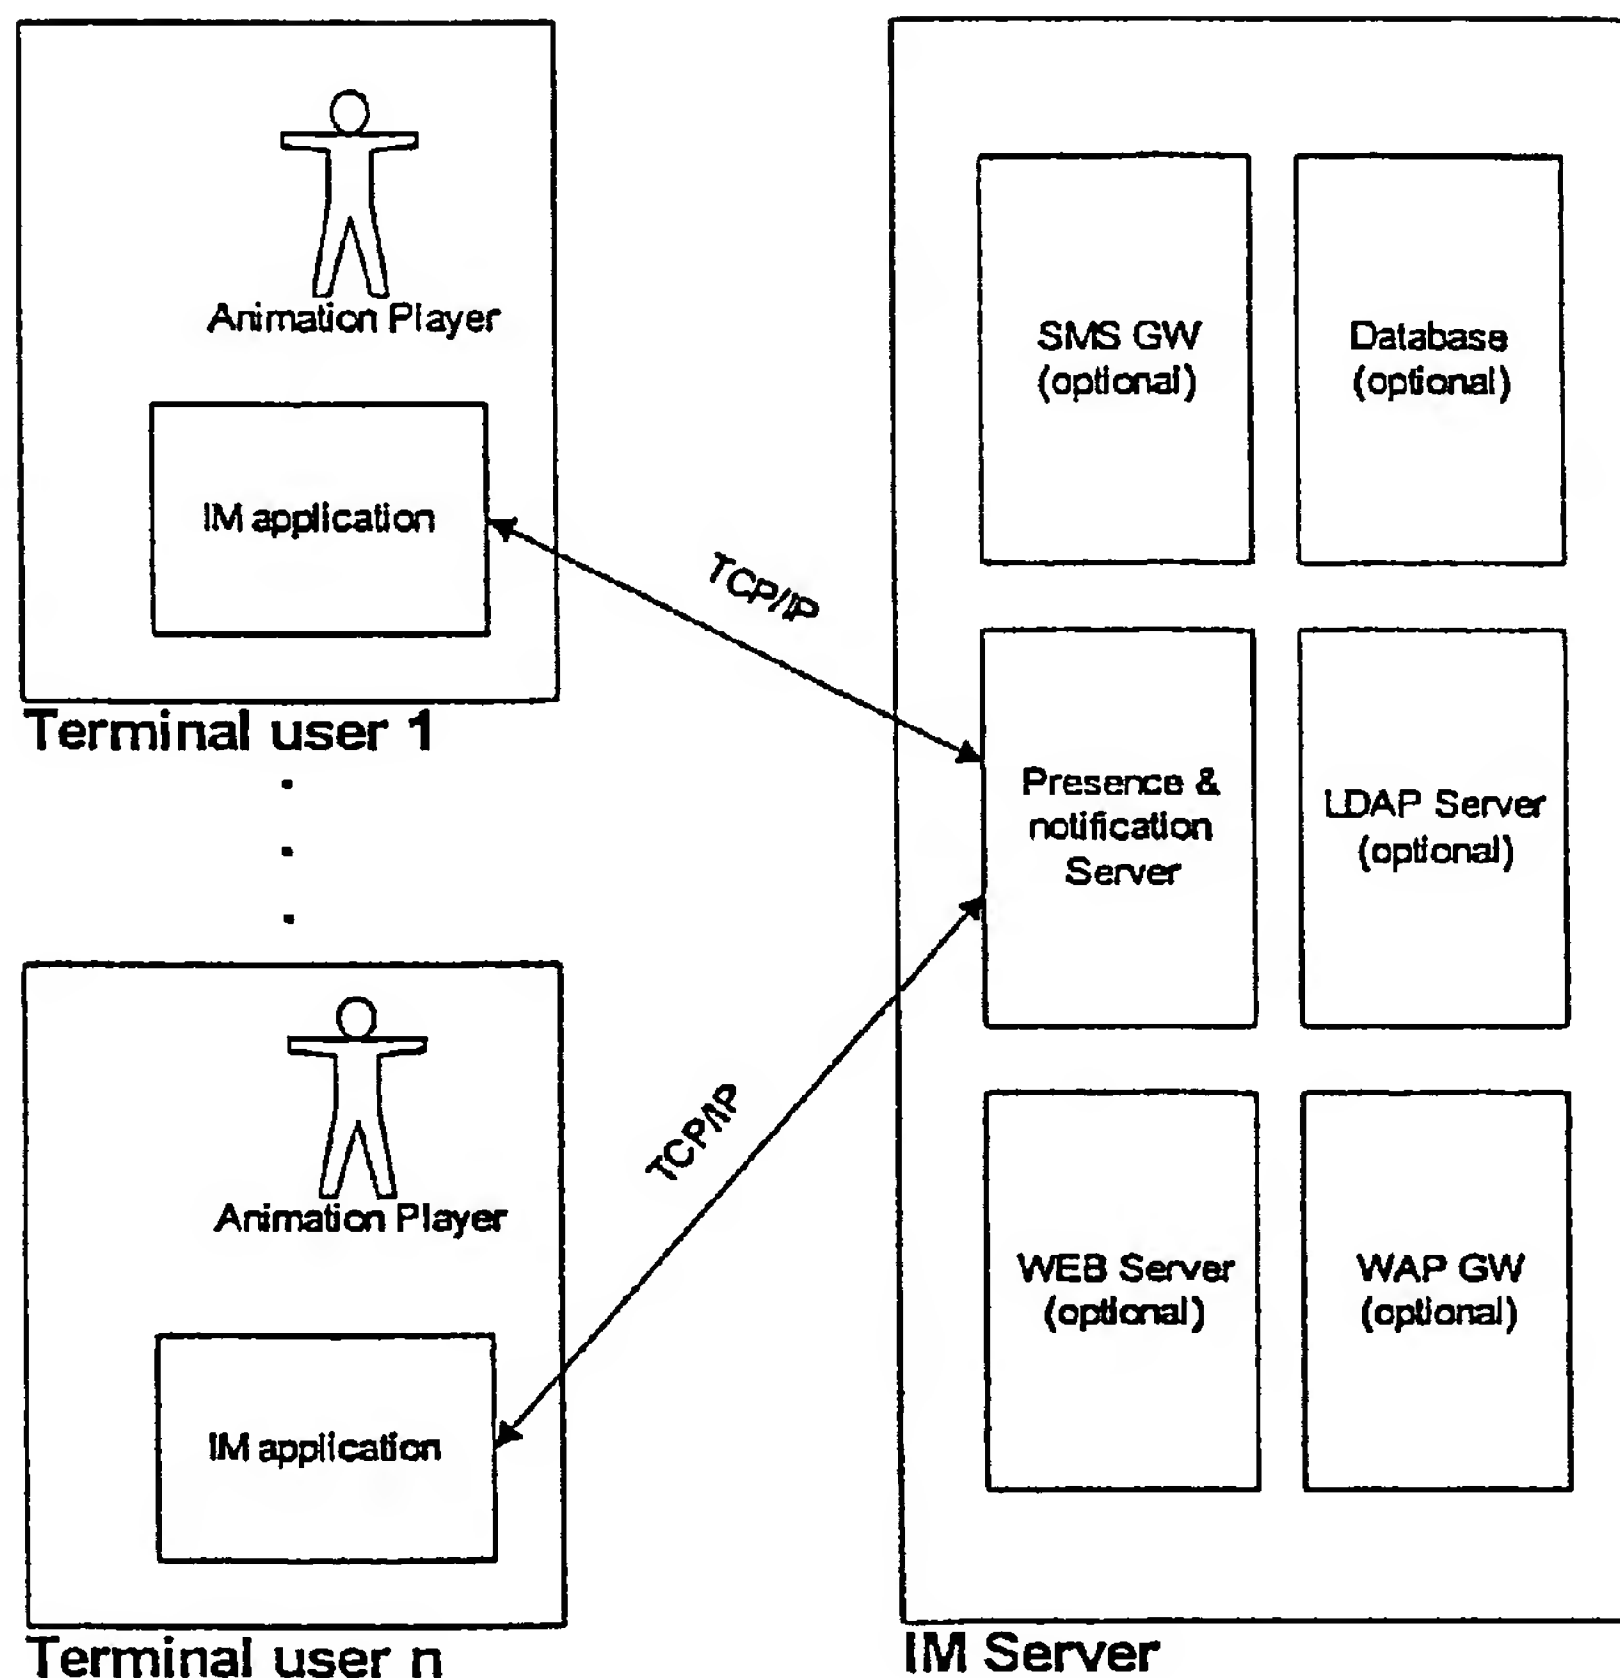 Animation Player
IM application
Terminal user 1
TCP/IP
Animation Player
IM application
Terminal user n
TCP/IP
SMS GW
(optional)
Database
(optional)
Presence &
notification
Server
LDAP Server
(optional)
WEB Server
(optional)
WAP GW
(optional)
IM Server